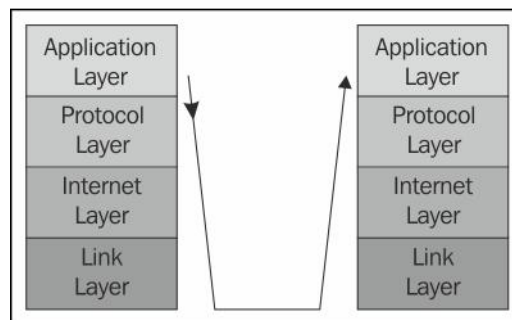 Application
Layer
Protocol
Layer
Internet
Layer
Link
Layer
Application
Layer
Protocol
Layer
Internet
Layer
Link
Layer